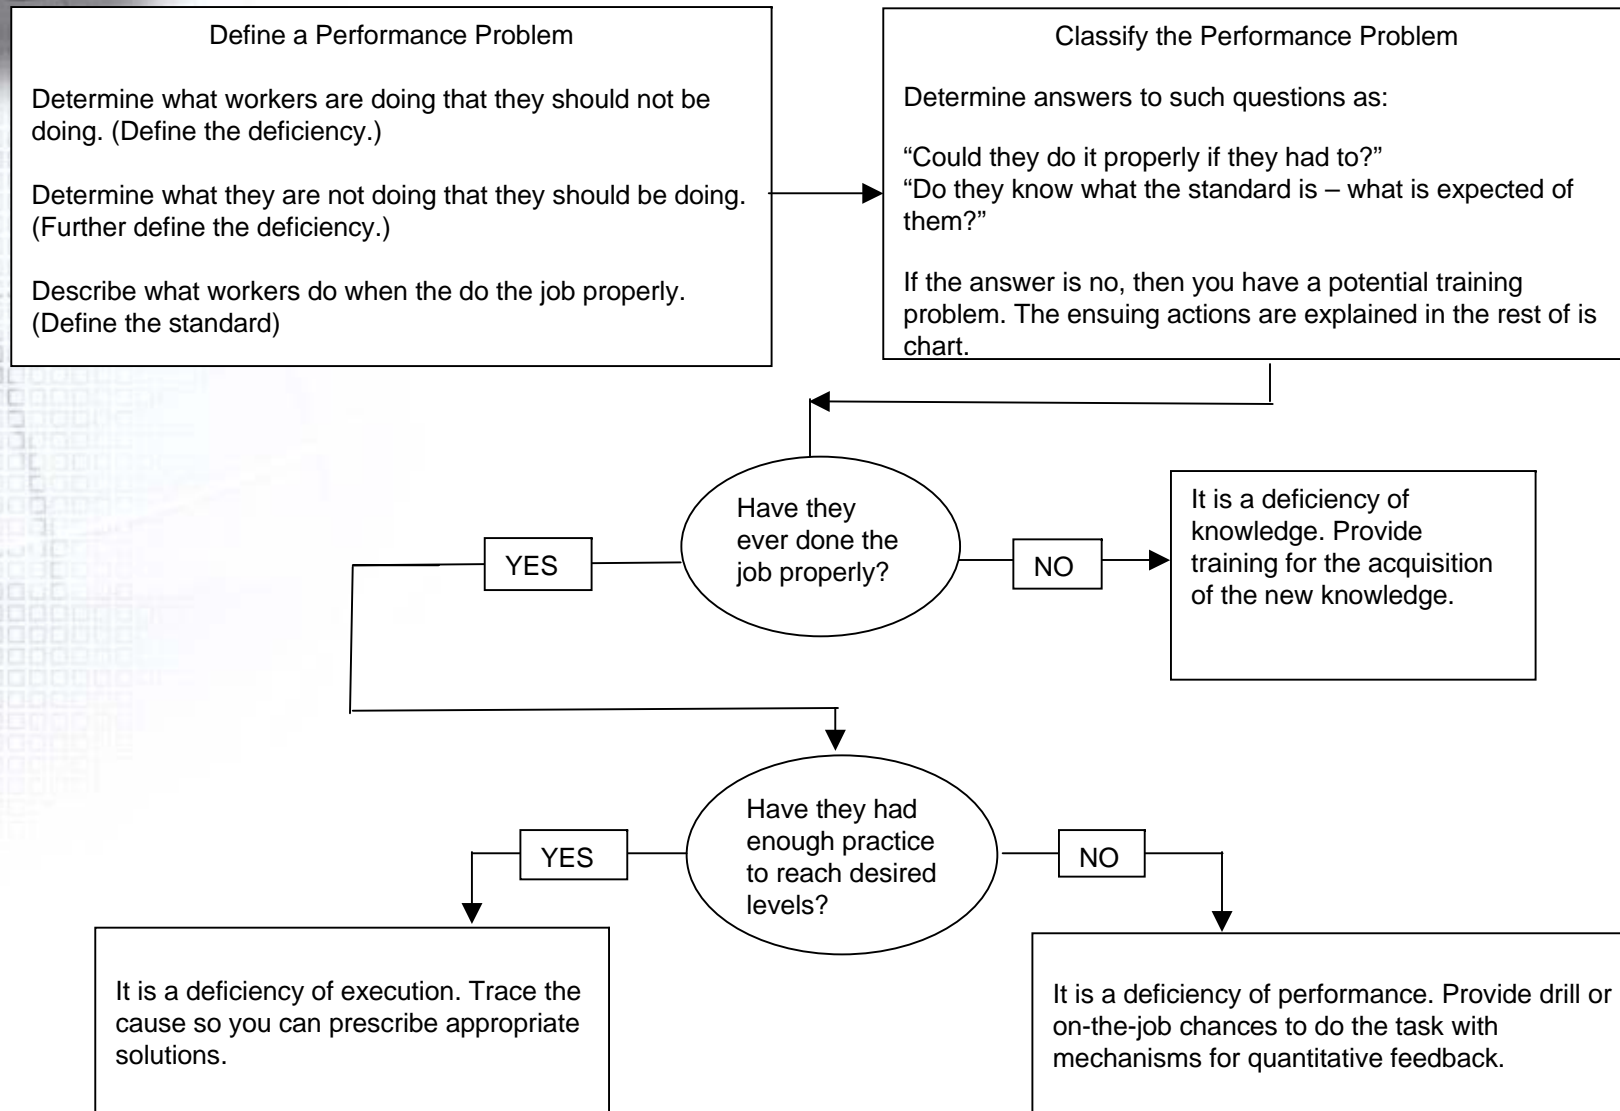 Define a Performance Problem
Determine what workers are doing that they should not be
doing. (Define the deficiency.)
Determine what they are not doing that they should be doing.
(Further define the deficiency.)
Describe what workers do when the do the job properly.
(Define the standard)
Classify the Performance Problem
Determine answers to such questions as:
“Could they do it properly if they had to?”
“Do they know what the standard is – what is expected of
them?”
If the answer is no, then you have a potential training
problem. The ensuing actions are explained in the rest of is
chart.
Have they
ever done the
job properly?
YES
NO
It is a deficiency of
knowledge. Provide
training for the acquisition
of the new knowledge.
Have they had
enough practice
to reach desired
levels?
YES
NO
It is a deficiency of execution. Trace the
cause so you can prescribe appropriate
solutions.
It is a deficiency of performance. Provide drill or
on-the-job chances to do the task with
mechanisms for quantitative feedback.